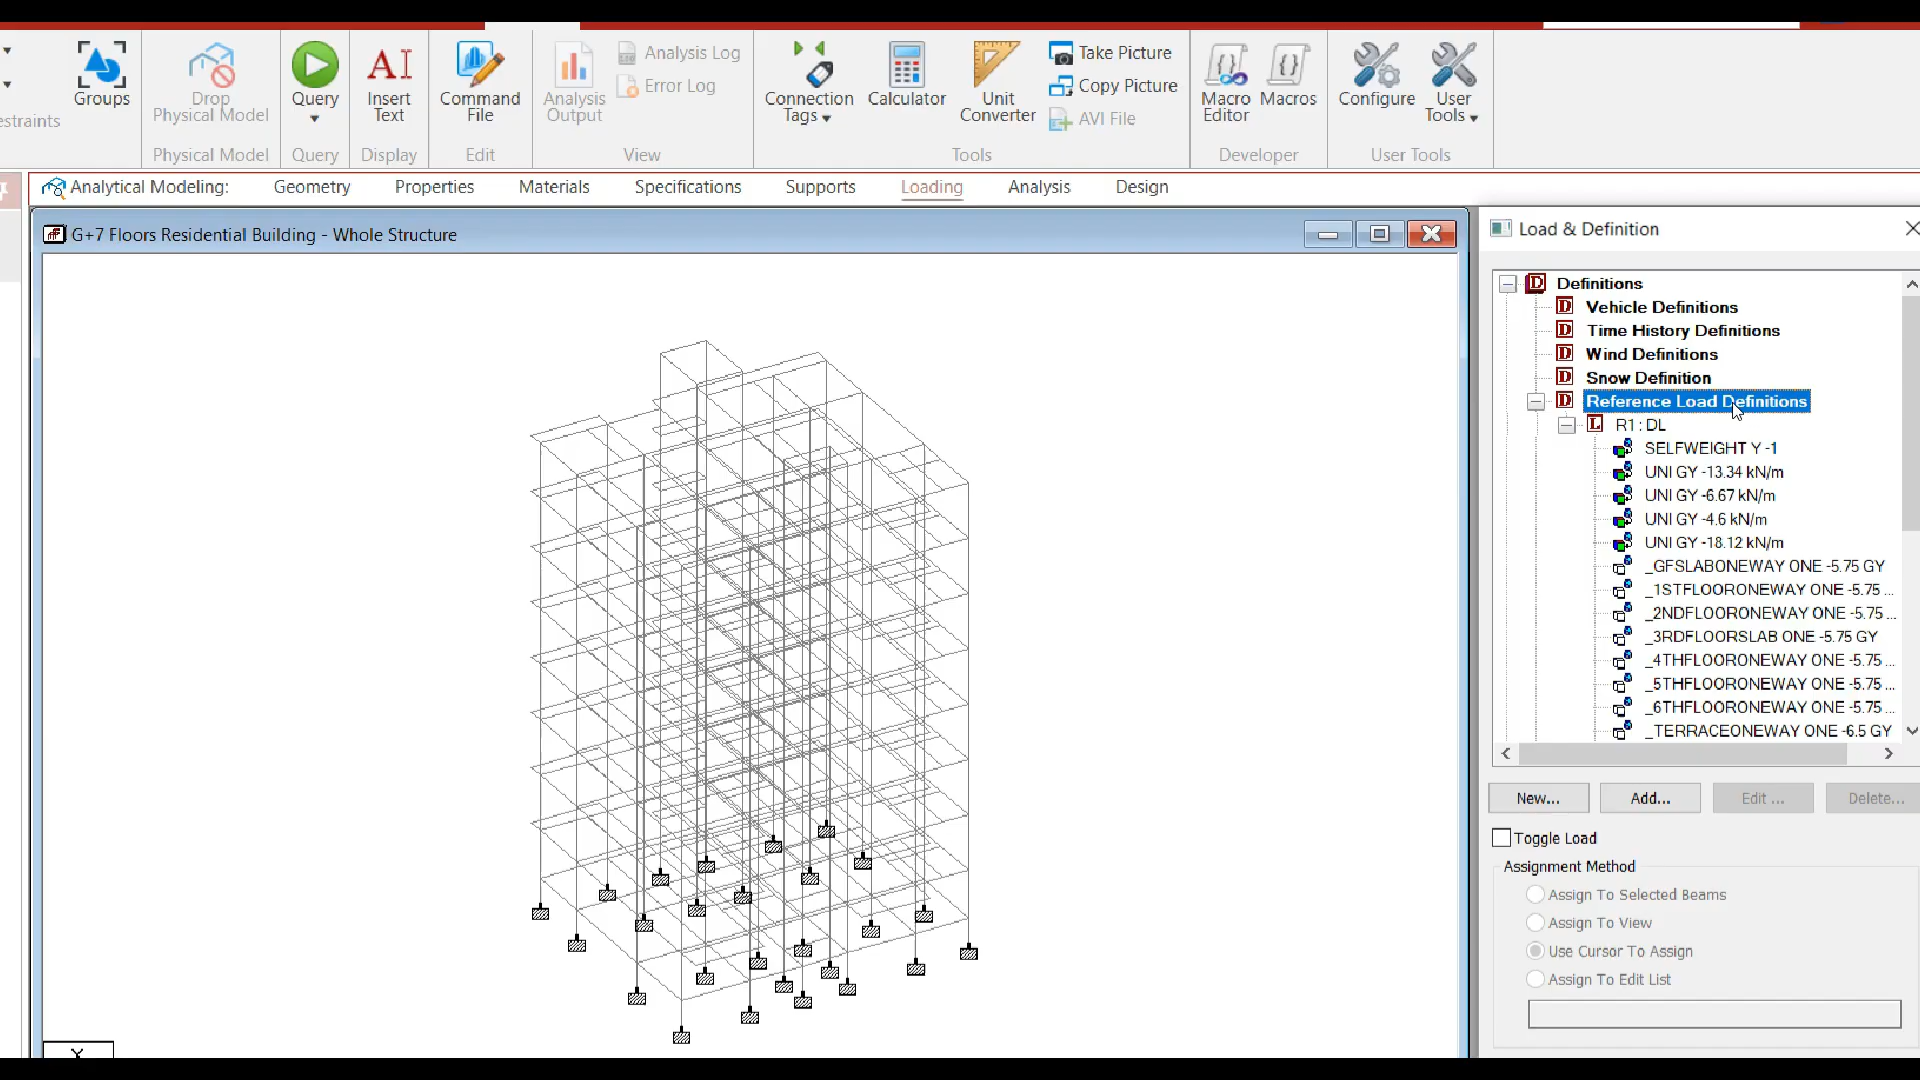 Groups
estraints
Drop
Physical Model
Physical Model
Query
Query
Insert
Text
Display
Command
File
Edit
Analysis
Output
Analysis Log
Error Log
View
Connection
Tags
Calculator
Unit
Converter
Take Picture
Copy Picture
AVI File
Tools
Macro
Editor
Macros
Developer
Configure
User
Tools
User Tools
Analytical Modeling:
Geometry
Properties
Materials
Specifications
Supports
Loading
Analysis
Design
G+7 Floors Residential Building - Whole Structure
Load & Definition
Definitions
Vehicle Definitions
Time History Definitions
Wind Definitions
Snow Definition
Reference Load Definitions
R1 : DL
SELFWEIGHT Y -1
UNI GY -13.34 kN/m
UNI GY -6.67 kN/m
UNI GY -4.6 kN/m
UNI GY -18.12 kN/m
_GFSLABONEWAY ONE -5.75 GY
_1STFLOORONEWAY ONE -5.75 ...
_2NDFLOORONEWAY ONE -5.75 ...
_3RDFLOORSLAB ONE -5.75 GY
_4THFLOORONEWAY ONE -5.75 ...
_5THFLOORONEWAY ONE -5.75 ...
_6THFLOORONEWAY ONE -5.75 ...
_TERRACEONEWAY ONE -6.5 GY
New...
Add...
Edit ...
Delete...
Toggle Load
Assignment Method
Assign To Selected Beams
Assign To View
Use Cursor To Assign
Assign To Edit List